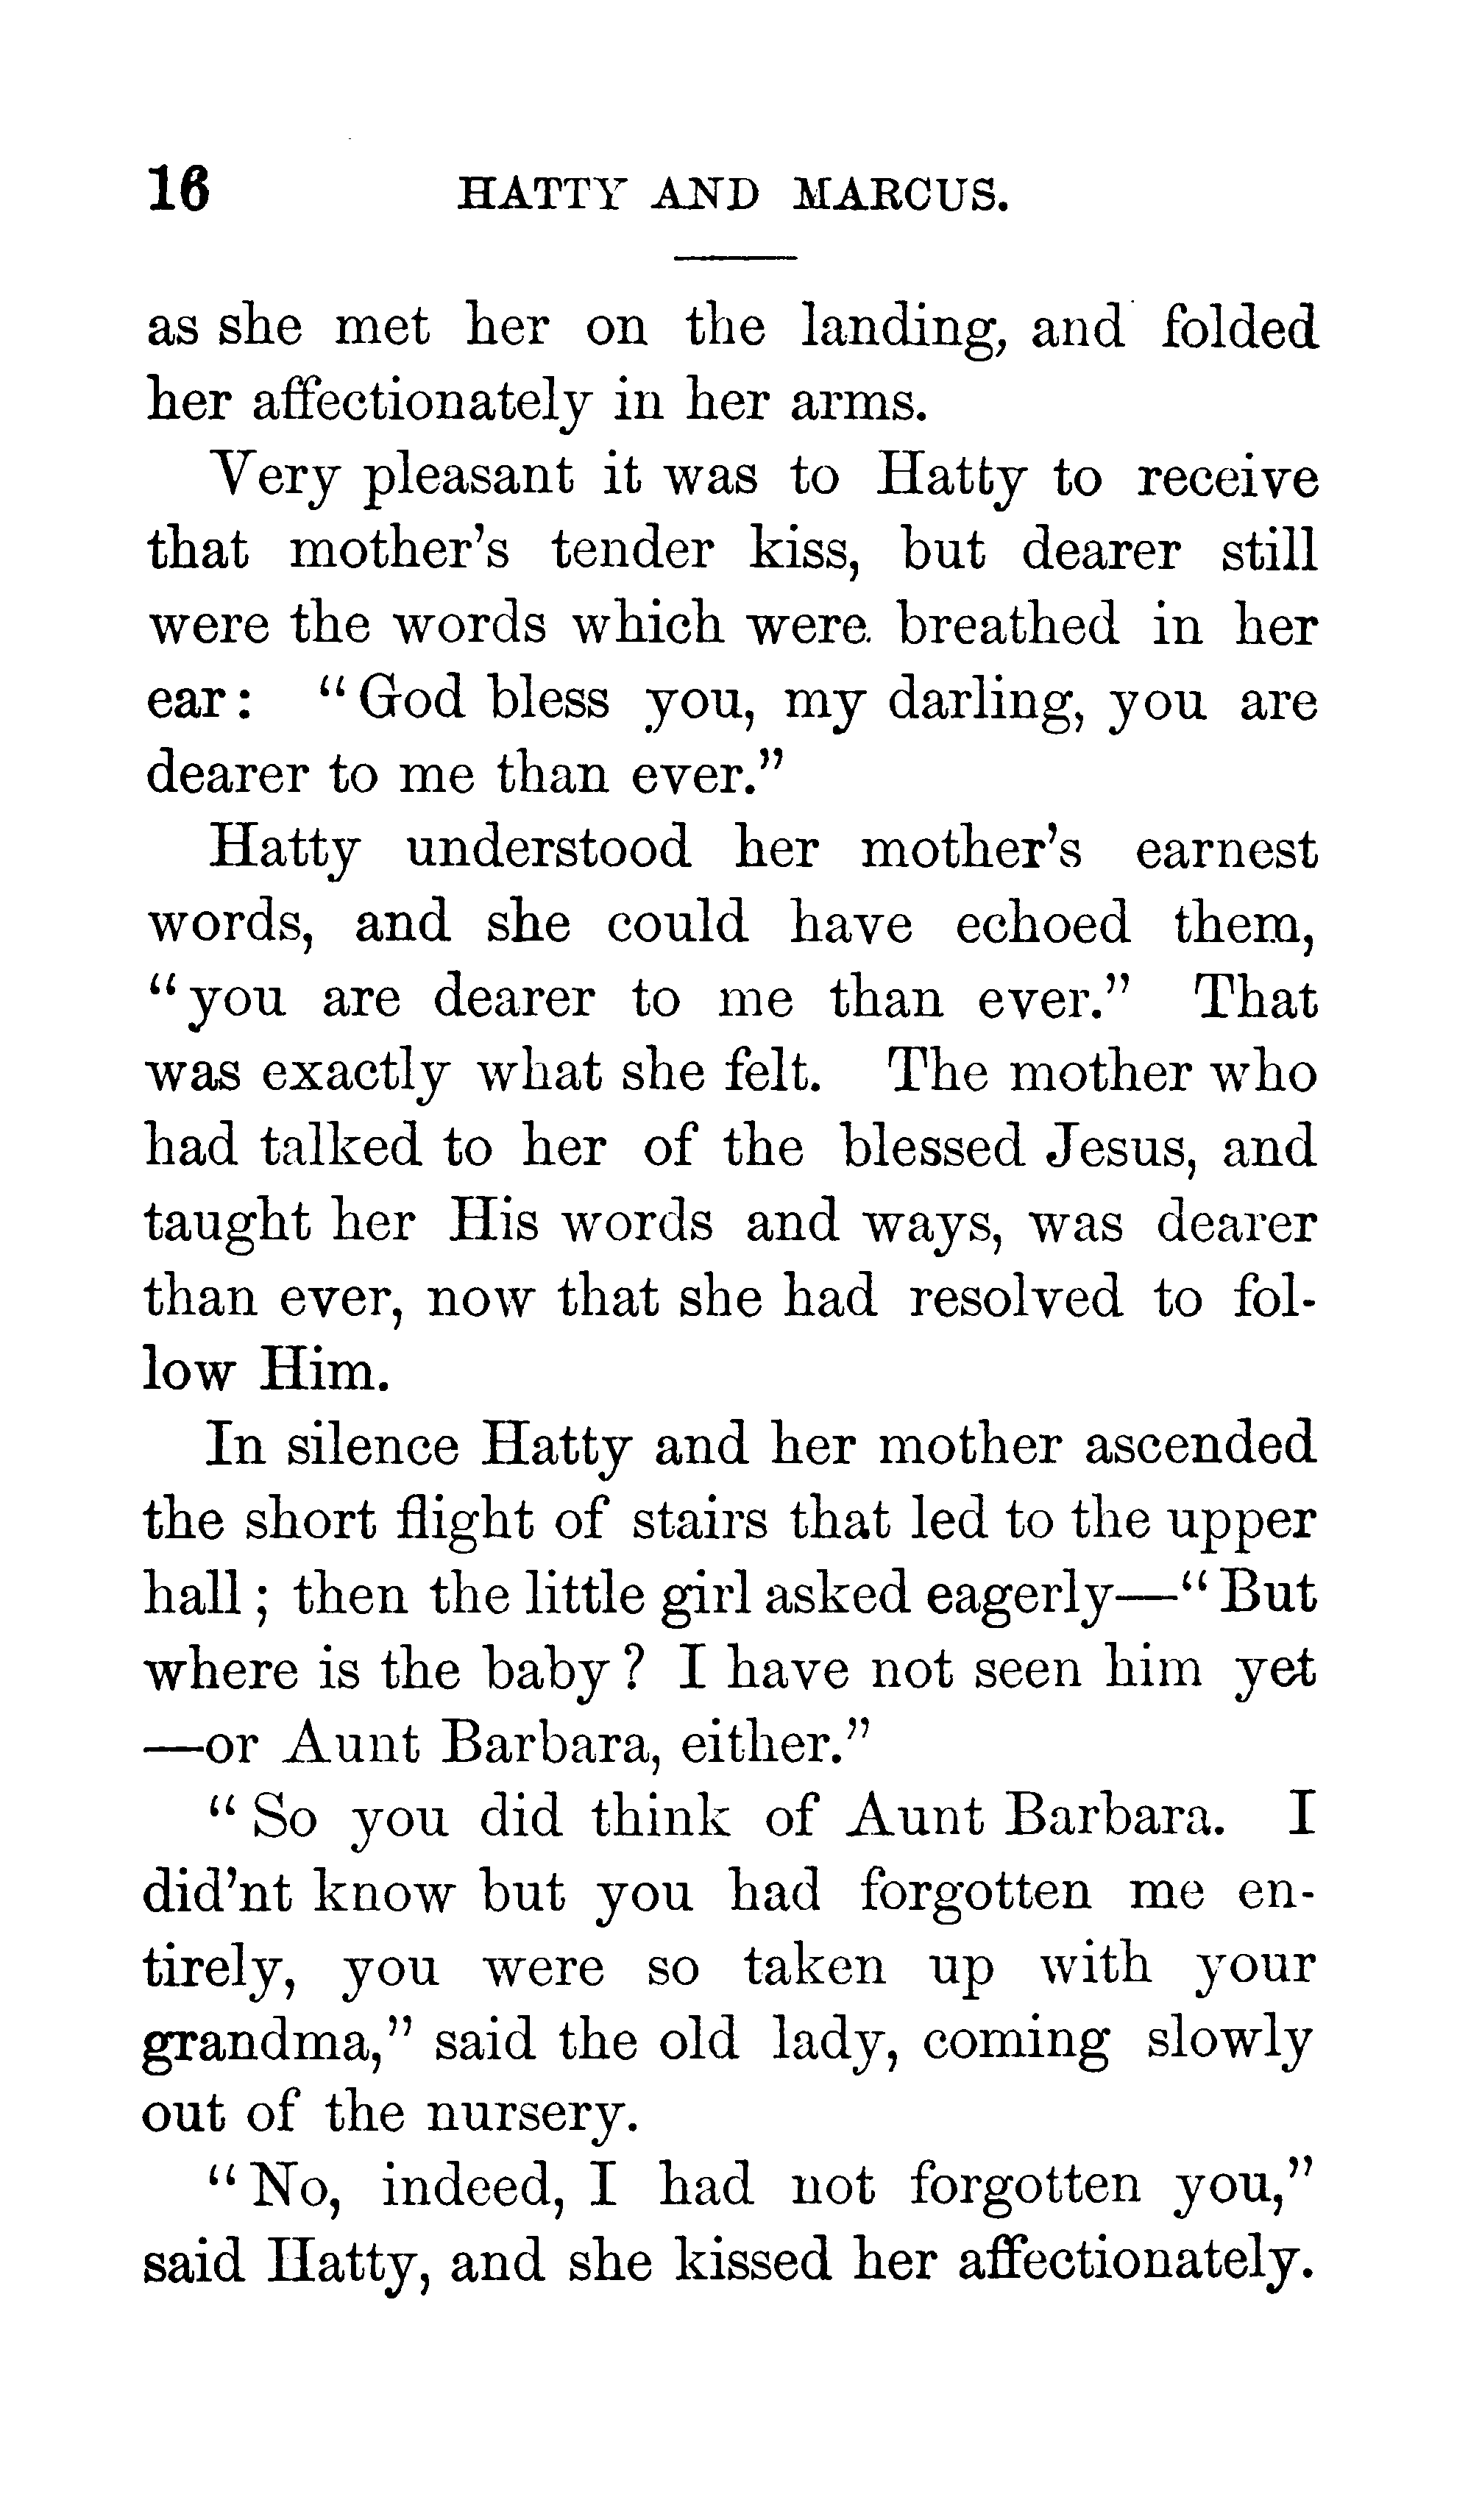 16 HATTY AND MARCUS.
as she met her on the landing, and folded
her affectionately in her arms.
Very pleasant it was to Hatty to receive
that mother's tender kiss, but dearer still
were the words which were breathed in her
ear: "God bless you, my darling, you are
dearer to me than ever."
Hatty understood her mother's earnest
words, and she could have echoed them,
"you are dearer to me than ever." That
was exactly what she felt. The mother who
had talked to her of the blessed Jesus, and
taught her His words and ways, was dearer
than ever, now that she had resolved to fol-
low Him.
In silence Hatty and her mother ascended
the short flight of stairs that led to the upper
hall; then the little girl asked eagerly—"But
where is the baby? I have not seen him yet
—or Aunt Barbara, either."
"So you did think of Aunt Barbara. I
did'nt know but you had forgotten me en-
tirely, you were so taken up with your
grandma," said the old lady, coming slowly
out of the nursery.
"No, indeed, I had not forgotten you,"
said Hatty, and she kissed her affectionately.